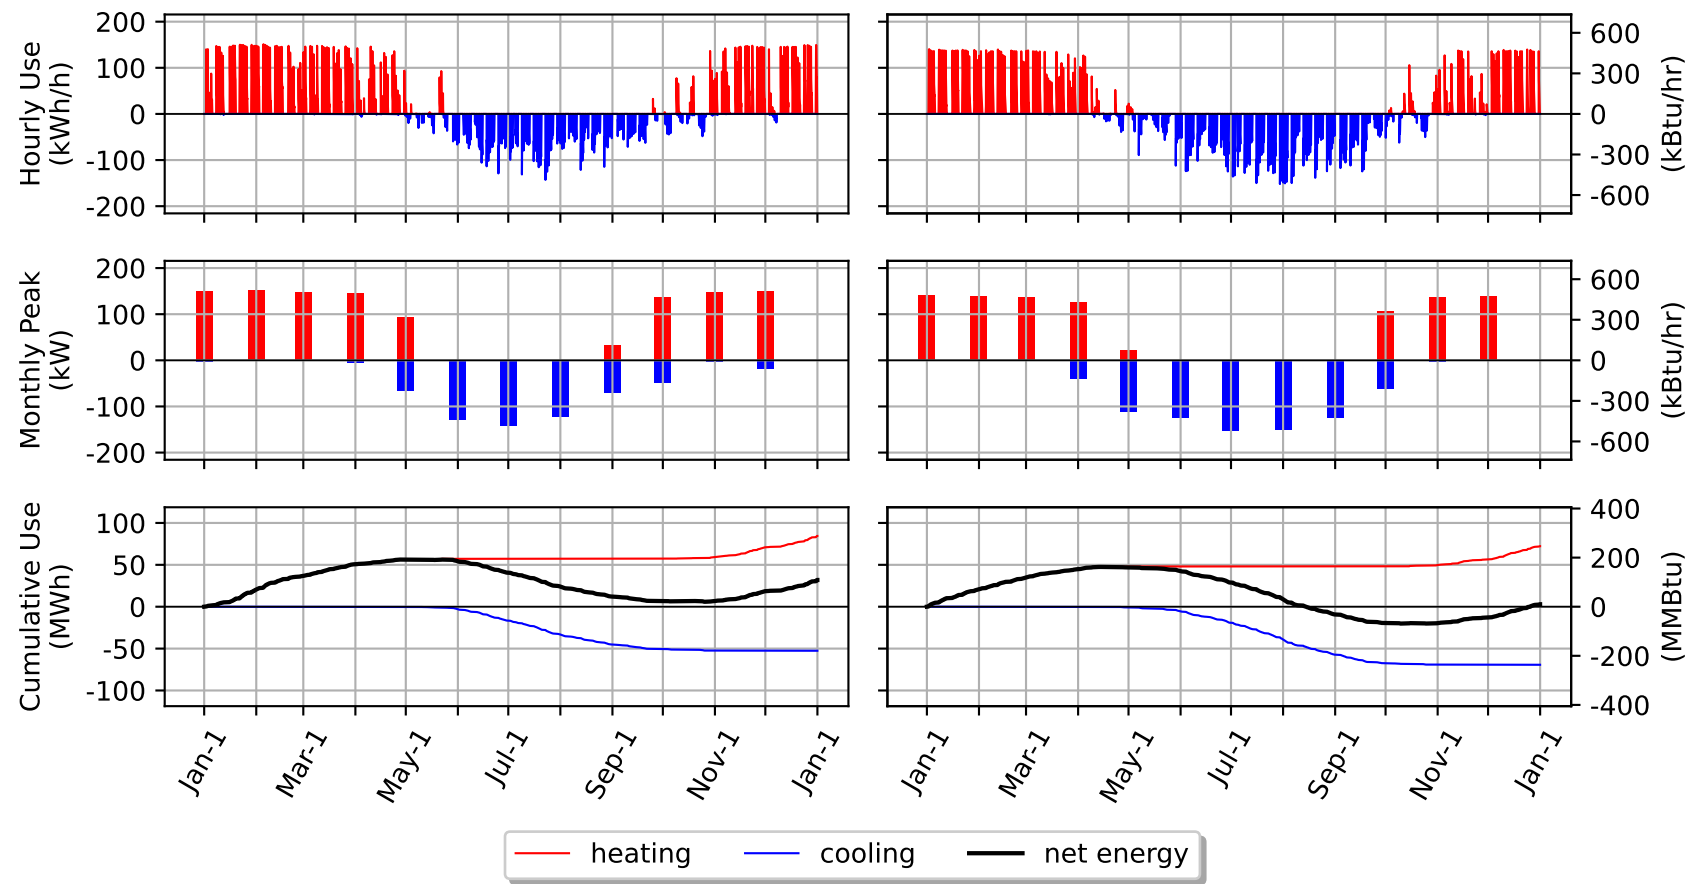 Hourly Use
(kWh/h)
200
100
0
-100
-200
600
300
0
-300
-600
(kBtu/hr)
Monthly Peak
(kW)
200
100
0
-100
-200
600
300
0
-300
-600
(kBtu/hr)
Cumulative Use
(MWh)
100
50
0
-50
-100
400
200
0
-200
-400
(MMBtu)
Jan-1 Mar-1 May-1 Jul-1 Sep-1 Nov-1 Jan-1
Jan-1 Mar-1 May-1 Jul-1 Sep-1 Nov-1 Jan-1
heating cooling net energy